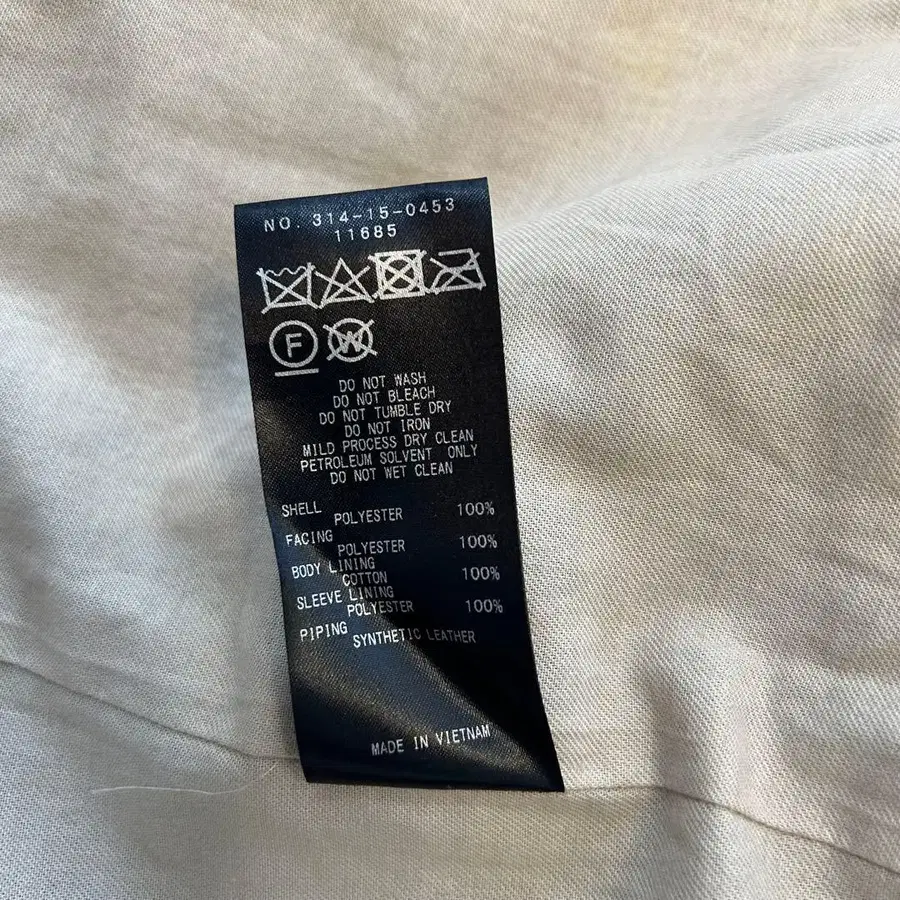 NO. 314-15-0453
11685
F W
DO NOT WASH
DO NOT BLEACH
DO NOT TUMBLE DRY
DO NOT IRON
MILD PROCESS DRY CLEAN
PETROLEUM SOLVENT ONLY
DO NOT WET CLEAN
SHELL
POLYESTER 100%
FACING
POLYESTER 100%
BODY LINING
COTTON 100%
SLEEVE LINING
POLYESTER 100%
PIPING
SYNTHETIC LEATHER
MADE IN VIETNAM